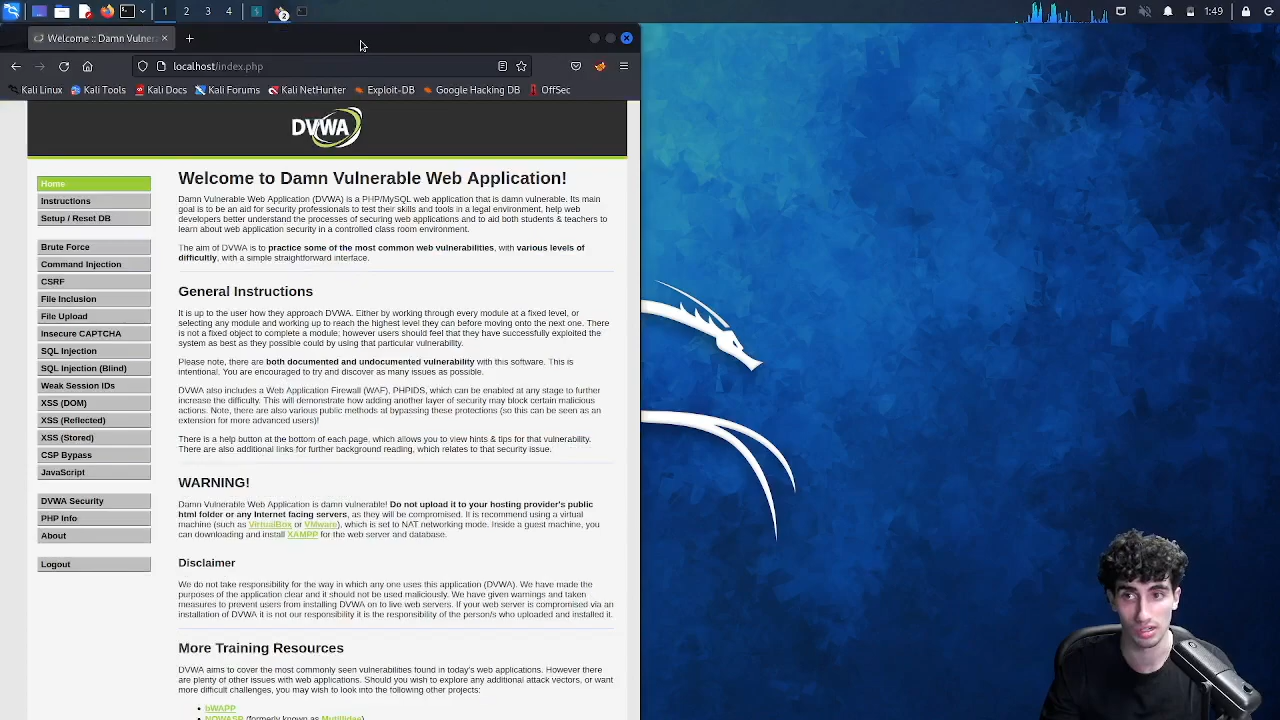 1 2 3 4
2
1:49
Welcome :: Damn Vulnera
localhost/index.php
Kali Linux Kali Tools Kali Docs Kali Forums Kali NetHunter Exploit-DB Google Hacking DB OffSec
DVWA
Home
Instructions
Setup / Reset DB
Brute Force
Command Injection
CSRF
File Inclusion
File Upload
Insecure CAPTCHA
SQL Injection
SQL Injection (Blind)
Weak Session IDs
XSS (DOM)
XSS (Reflected)
XSS (Stored)
CSP Bypass
JavaScript
DVWA Security
PHP Info
About
Logout
Welcome to Damn Vulnerable Web Application!
Damn Vulnerable Web Application (DVWA) is a PHP/MySQL web application that is damn vulnerable. Its main
goal is to be an aid for security professionals to test their skills and tools in a legal environment, help web
developers better understand the processes of securing web applications and to aid both students & teachers to
learn about web application security in a controlled class room environment.
The aim of DVWA is to practice some of the most common web vulnerabilities, with various levels of
difficultly, with a simple straightforward interface.
General Instructions
It is up to the user how they approach DVWA. Either by working through every module at a fixed level, or
selecting any module and working up to reach the highest level they can before moving onto the next one. There
is not a fixed object to complete a module; however users should feel that they have successfully exploited the
system as best as they possible could by using that particular vulnerability.
Please note, there are both documented and undocumented vulnerability with this software. This is
intentional. You are encouraged to try and discover as many issues as possible.
DVWA also includes a Web Application Firewall (WAF), PHPIDS, which can be enabled at any stage to further
increase the difficulty. This will demonstrate how adding another layer of security may block certain malicious
actions. Note, there are also various public methods at bypassing these protections (so this can be seen as an
extension for more advanced users)!
There is a help button at the bottom of each page, which allows you to view hints & tips for that vulnerability.
There are also additional links for further background reading, which relates to that security issue.
WARNING!
Damn Vulnerable Web Application is damn vulnerable! Do not upload it to your hosting provider's public
html folder or any Internet facing servers, as they will be compromised. It is recommend using a virtual
machine (such as VirtualBox or VMware), which is set to NAT networking mode. Inside a guest machine, you
can downloading and install XAMPP for the web server and database.
Disclaimer
We do not take responsibility for the way in which any one uses this application (DVWA). We have made the
purposes of the application clear and it should not be used maliciously. We have given warnings and taken
measures to prevent users from installing DVWA on to live web servers. If your web server is compromised via an
installation of DVWA it is not our responsibility it is the responsibility of the person/s who uploaded and installed it.
More Training Resources
DVWA aims to cover the most commonly seen vulnerabilities found in today's web applications. However there
are plenty of other issues with web applications. Should you wish to explore any additional attack vectors, or want
more difficult challenges, you may wish to look into the following other projects:
bWAPP
NOWASP (formerly known as Mutillidae)